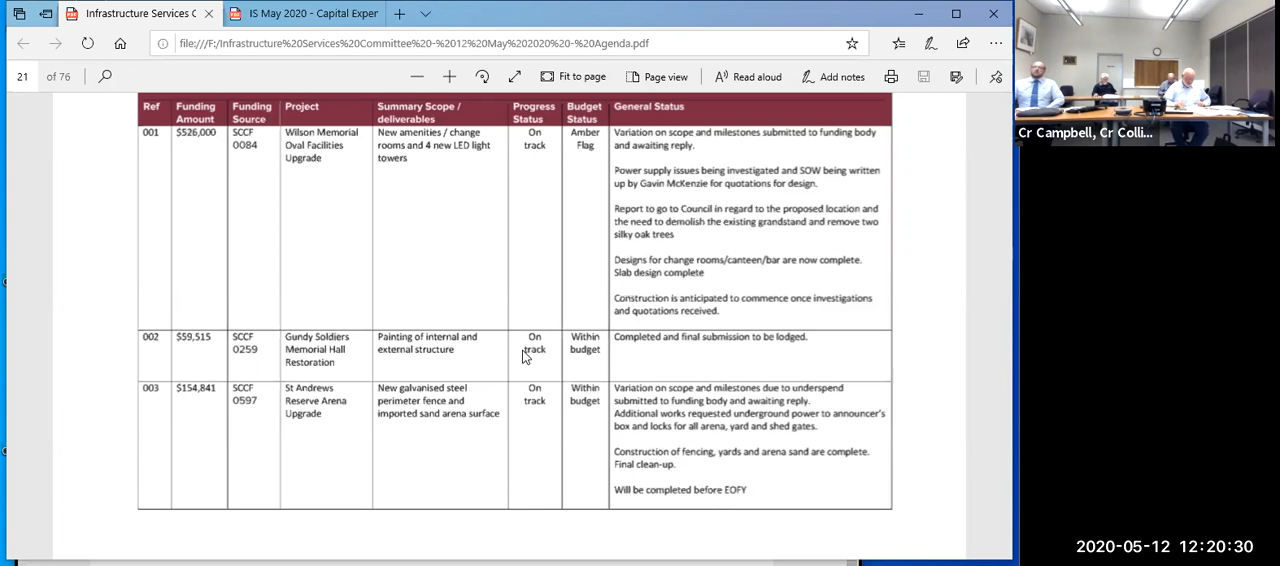 Infrastructure Services C
IS May 2020 - Capital Exper
file:///F:/Infrastructure%20Services%20Committee%20-%2012%20May%202020%20-%20Agenda.pdf
21 of 76
Fit to page
Page view
Read aloud
Add notes
Ref
Funding Amount
Funding Source
Project
Summary Scope / deliverables
Progress Status
Budget Status
General Status
001
$526,000
SCCF
0084
Wilson Memorial
Oval Facilities
Upgrade
New amenities / change
rooms and 4 new LED light
towers
On
track
Amber
Flag
Variation on scope and milestones submitted to funding body
and awaiting reply.
Power supply issues being investigated and SOW being written
up by Gavin McKenzie for quotations for design.
Report to go to Council in regard to the proposed location and
the need to demolish the existing grandstand and remove two
silky oak trees
Designs for change rooms/canteen/bar are now complete.
Slab design complete
Construction is anticipated to commence once investigations
and quotations received.
002
$59,515
SCCF
0259
Gundy Soldiers
Memorial Hall
Restoration
Painting of internal and
external structure
On
track
Within
budget
Completed and final submission to be lodged.
003
$154,841
SCCF
0597
St Andrews
Reserve Arena
Upgrade
New galvanised steel
perimeter fence and
imported sand arena surface
On
track
Within
budget
Variation on scope and milestones due to underspend
submitted to funding body and awaiting reply.
Additional works requested underground power to announcer's
box and locks for all arena, yard and shed gates.
Construction of fencing, yards and arena sand are complete.
Final clean-up.
Will be completed before EOFY
Cr Campbell, Cr Colli...
2020-05-12 12:20:30